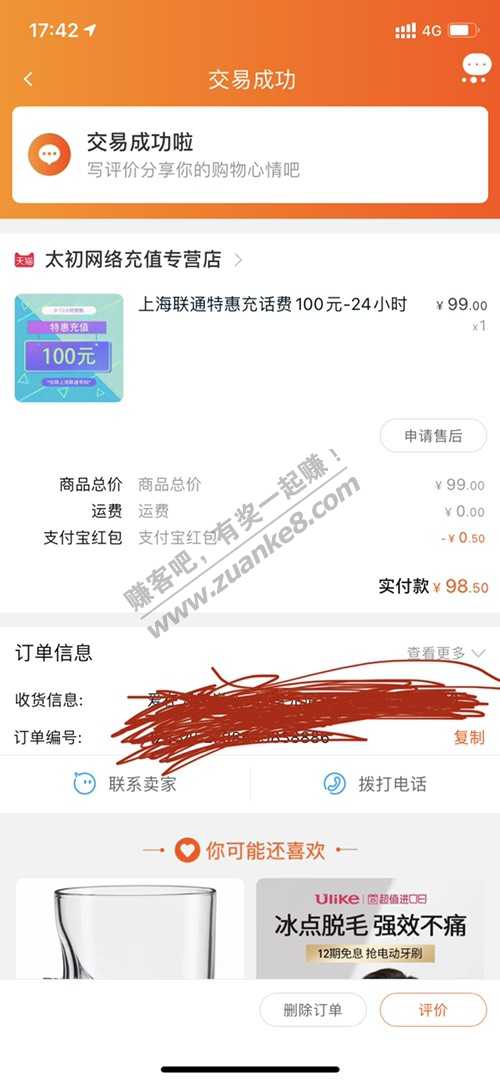 17:42
4G
交易成功
交易成功啦
写评价分享你的购物心情吧
天猫 太初网络充值专营店
上海联通特惠充话费100元-24小时 ¥ 99.00
x1
特惠充值
100元
申请售后
商品总价 商品总价 ¥ 99.00
运费 运费 ¥ 0.00
支付宝红包 支付宝红包 -¥ 0.50
实付款 ¥ 98.50
赚客吧,有奖一起赚!
www.zuanke8.com
订单信息 查看更多
收货信息:
订单编号: 复制
联系卖家 拨打电话
你可能还喜欢
Ulike 超值进口日
冰点脱毛 强效不痛
12期免息 抢电动牙刷
删除订单 评价